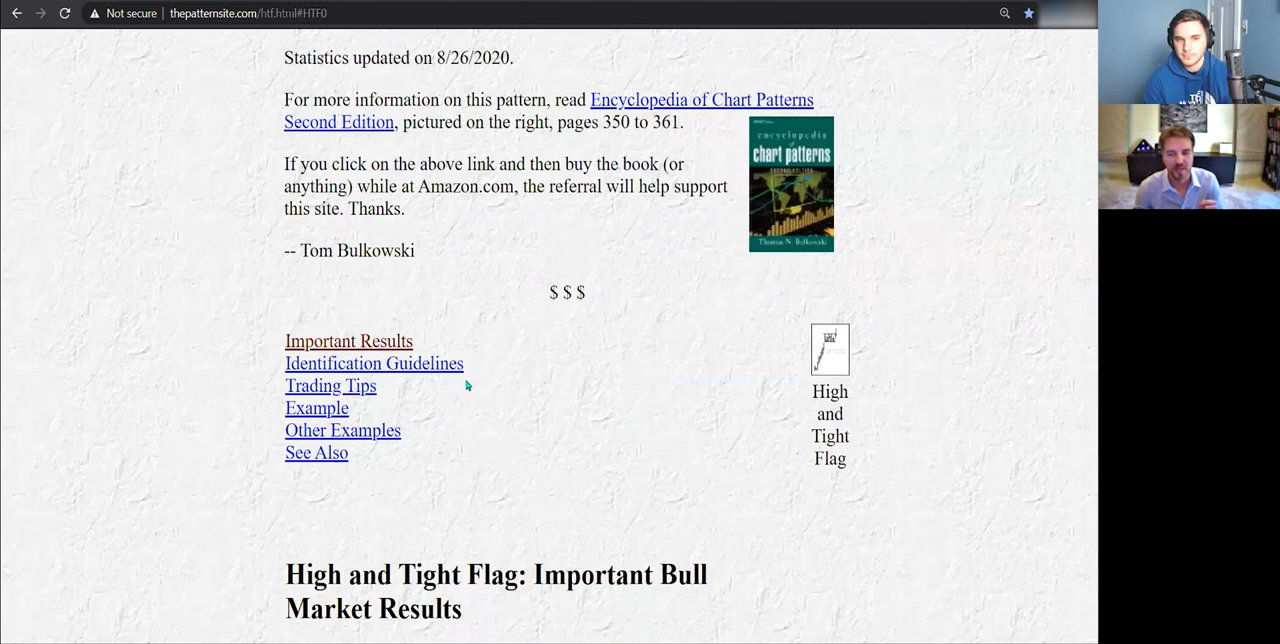 Not secure | thepatternsite.com/htf.html#HTF0
Statistics updated on 8/26/2020.
For more information on this pattern, read Encyclopedia of Chart Patterns
Second Edition, pictured on the right, pages 350 to 361.
encyclopedia
of
chart patterns
SECOND EDITION
Thomas N. Bulkowski
If you click on the above link and then buy the book (or
anything) while at Amazon.com, the referral will help support
this site. Thanks.
-- Tom Bulkowski
$ $ $
Important Results
Identification Guidelines
Trading Tips
Example
Other Examples
See Also
High
and
Tight
Flag
High and Tight Flag: Important Bull
Market Results